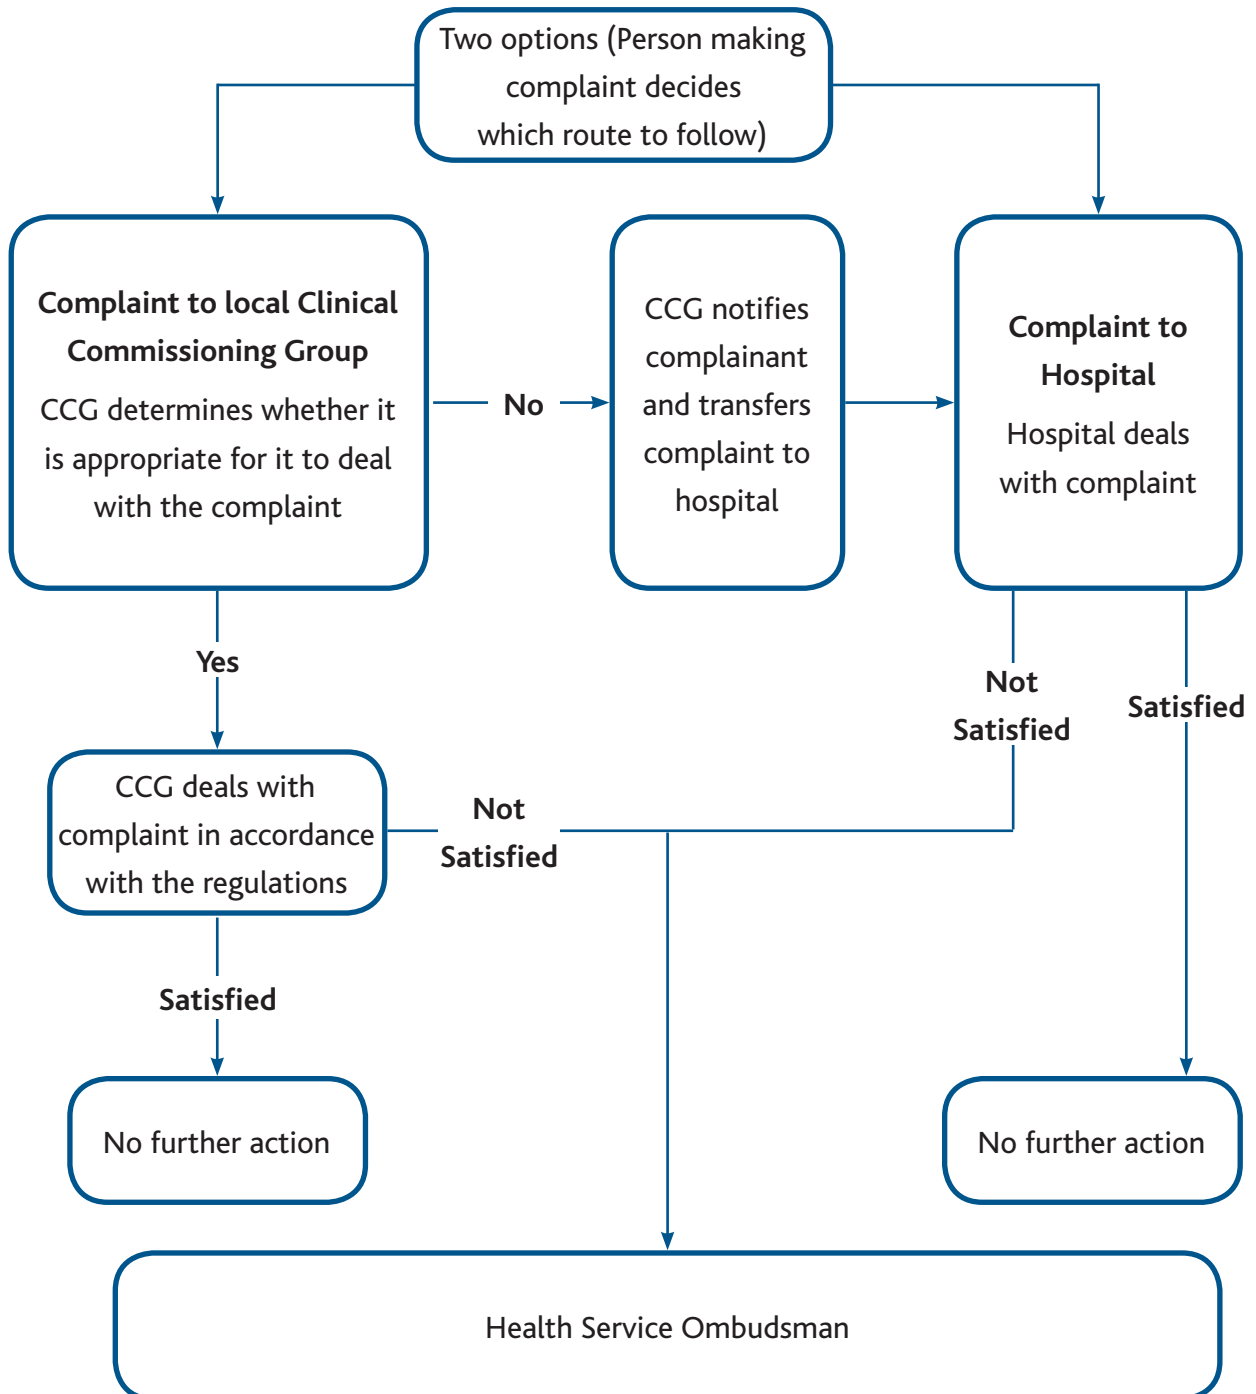 Two options (Person making
complaint decides
which route to follow)
Complaint to local Clinical
Commissioning Group
CCG determines whether it
is appropriate for it to deal
with the complaint
No
CCG notifies
complainant
and transfers
complaint to
hospital
Complaint to
Hospital
Hospital deals
with complaint
Yes
Not
Satisfied
Satisfied
CCG deals with
complaint in accordance
with the regulations
Not
Satisfied
Satisfied
No further action
No further action
Health Service Ombudsman